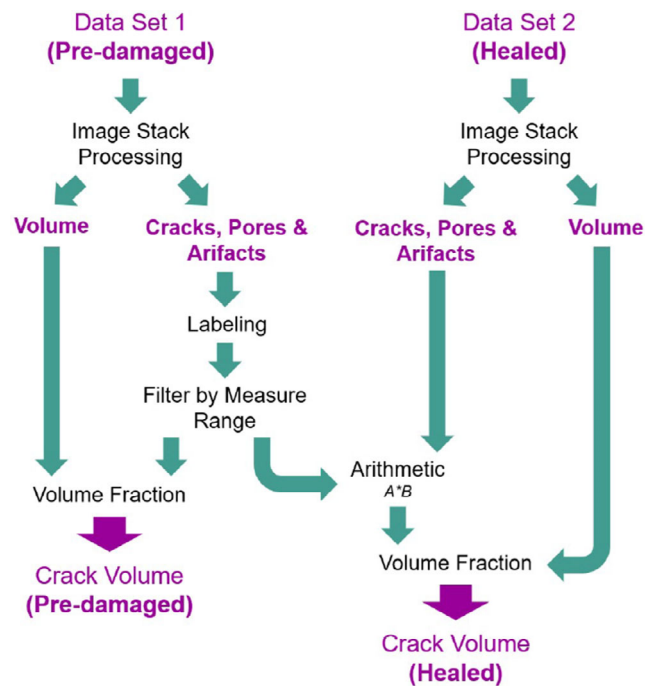 Data Set 1
(Pre-damaged)
Data Set 2
(Healed)
Image Stack
Processing
Image Stack
Processing
Volume
Cracks, Pores &
Arifacts
Cracks, Pores &
Arifacts
Volume
Labeling
Filter by Measure
Range
Arithmetic
A*B
Volume Fraction
Volume Fraction
Crack Volume
(Pre-damaged)
Crack Volume
(Healed)